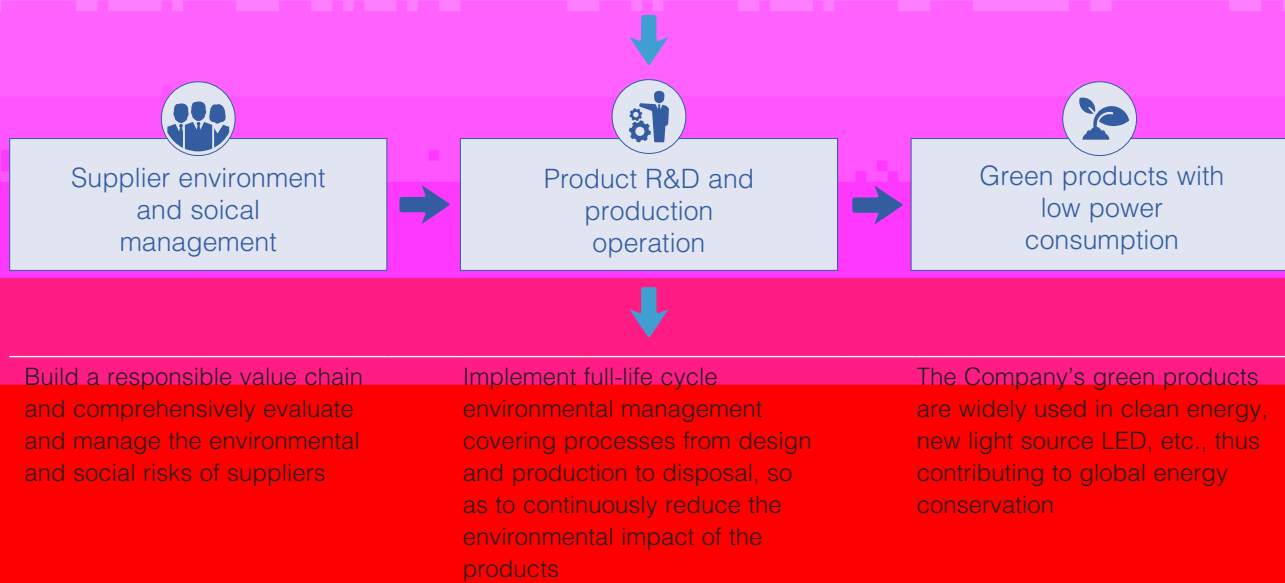 Supplier environment
and soical
management
Product R&D and
production
operation
Green products with
low power
consumption
Build a responsible value chain
and comprehensively evaluate
and manage the environmental
and social risks of suppliers
Implement full-life cycle
environmental management
covering processes from design
and production to disposal, so
as to continuously reduce the
environmental impact of the
products
The Company’s green products
are widely used in clean energy,
new light source LED, etc., thus
contributing to global energy
conservation